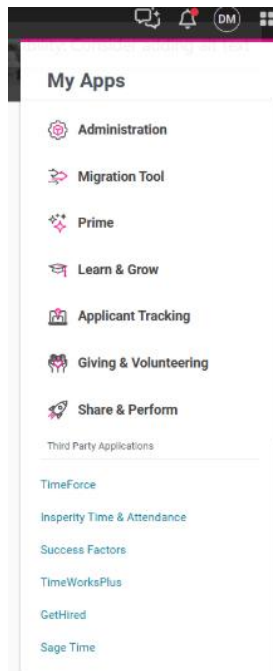 DM
My Apps
Administration
Migration Tool
Prime
Learn & Grow
Applicant Tracking
Giving & Volunteering
Share & Perform
Third Party Applications
TimeForce
Insperity Time & Attendance
Success Factors
TimeWorksPlus
GetHired
Sage Time